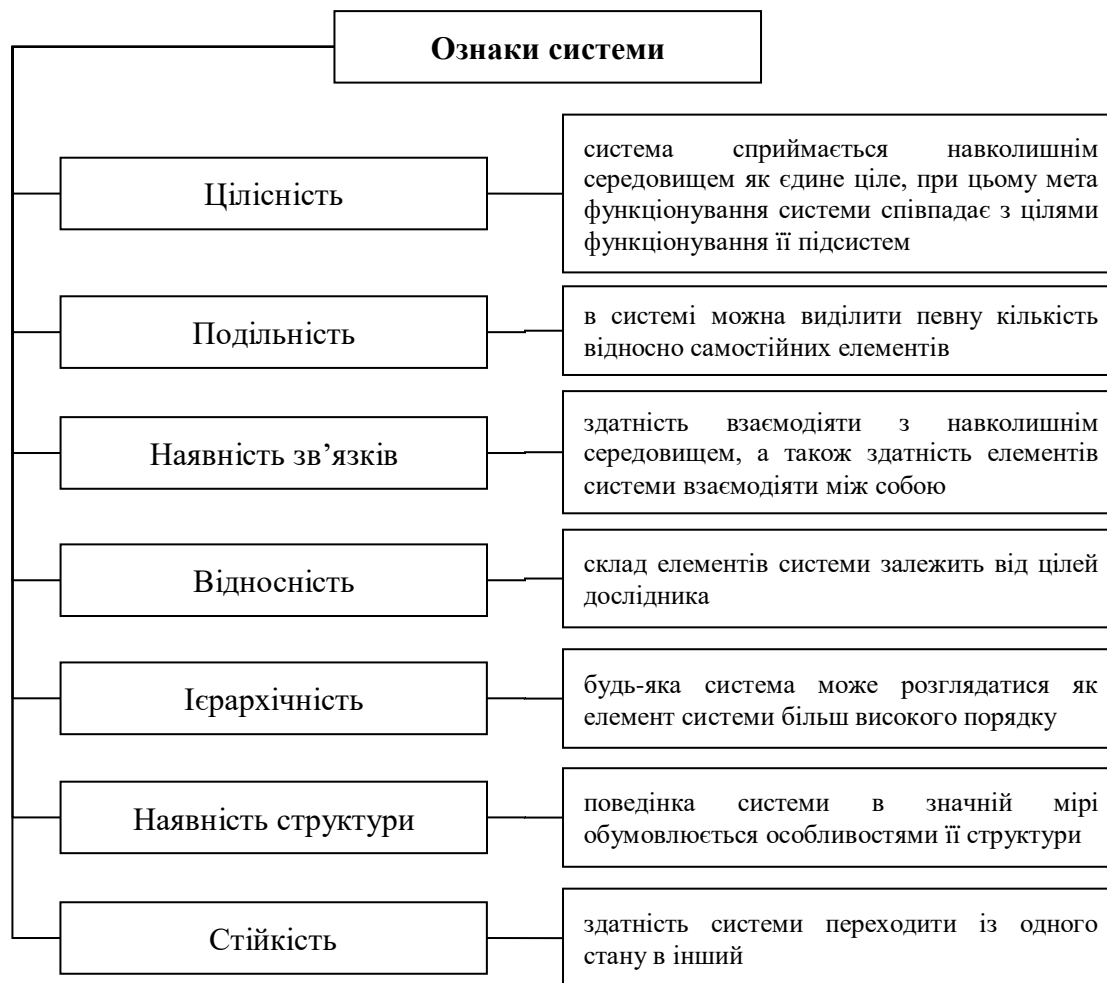 Ознаки системи
Цілісність
система сприймається навколишнім
середовищем як єдине ціле, при цьому мета
функціонування системи співпадає з цілями
функціонування її підсистем
Подільність
в системі можна виділити певну кількість
відносно самостійних елементів
Наявність зв’язків
здатність взаємодіяти з навколишнім
середовищем, а також здатність елементів
системи взаємодіяти між собою
Відносність
склад елементів системи залежить від цілей
дослідника
Ієрархічність
будь-яка система може розглядатися як
елемент системи більш високого порядку
Наявність структури
поведінка системи в значній мірі
обумовлюється особливостями її структури
Стійкість
здатність системи переходити із одного
стану в інший